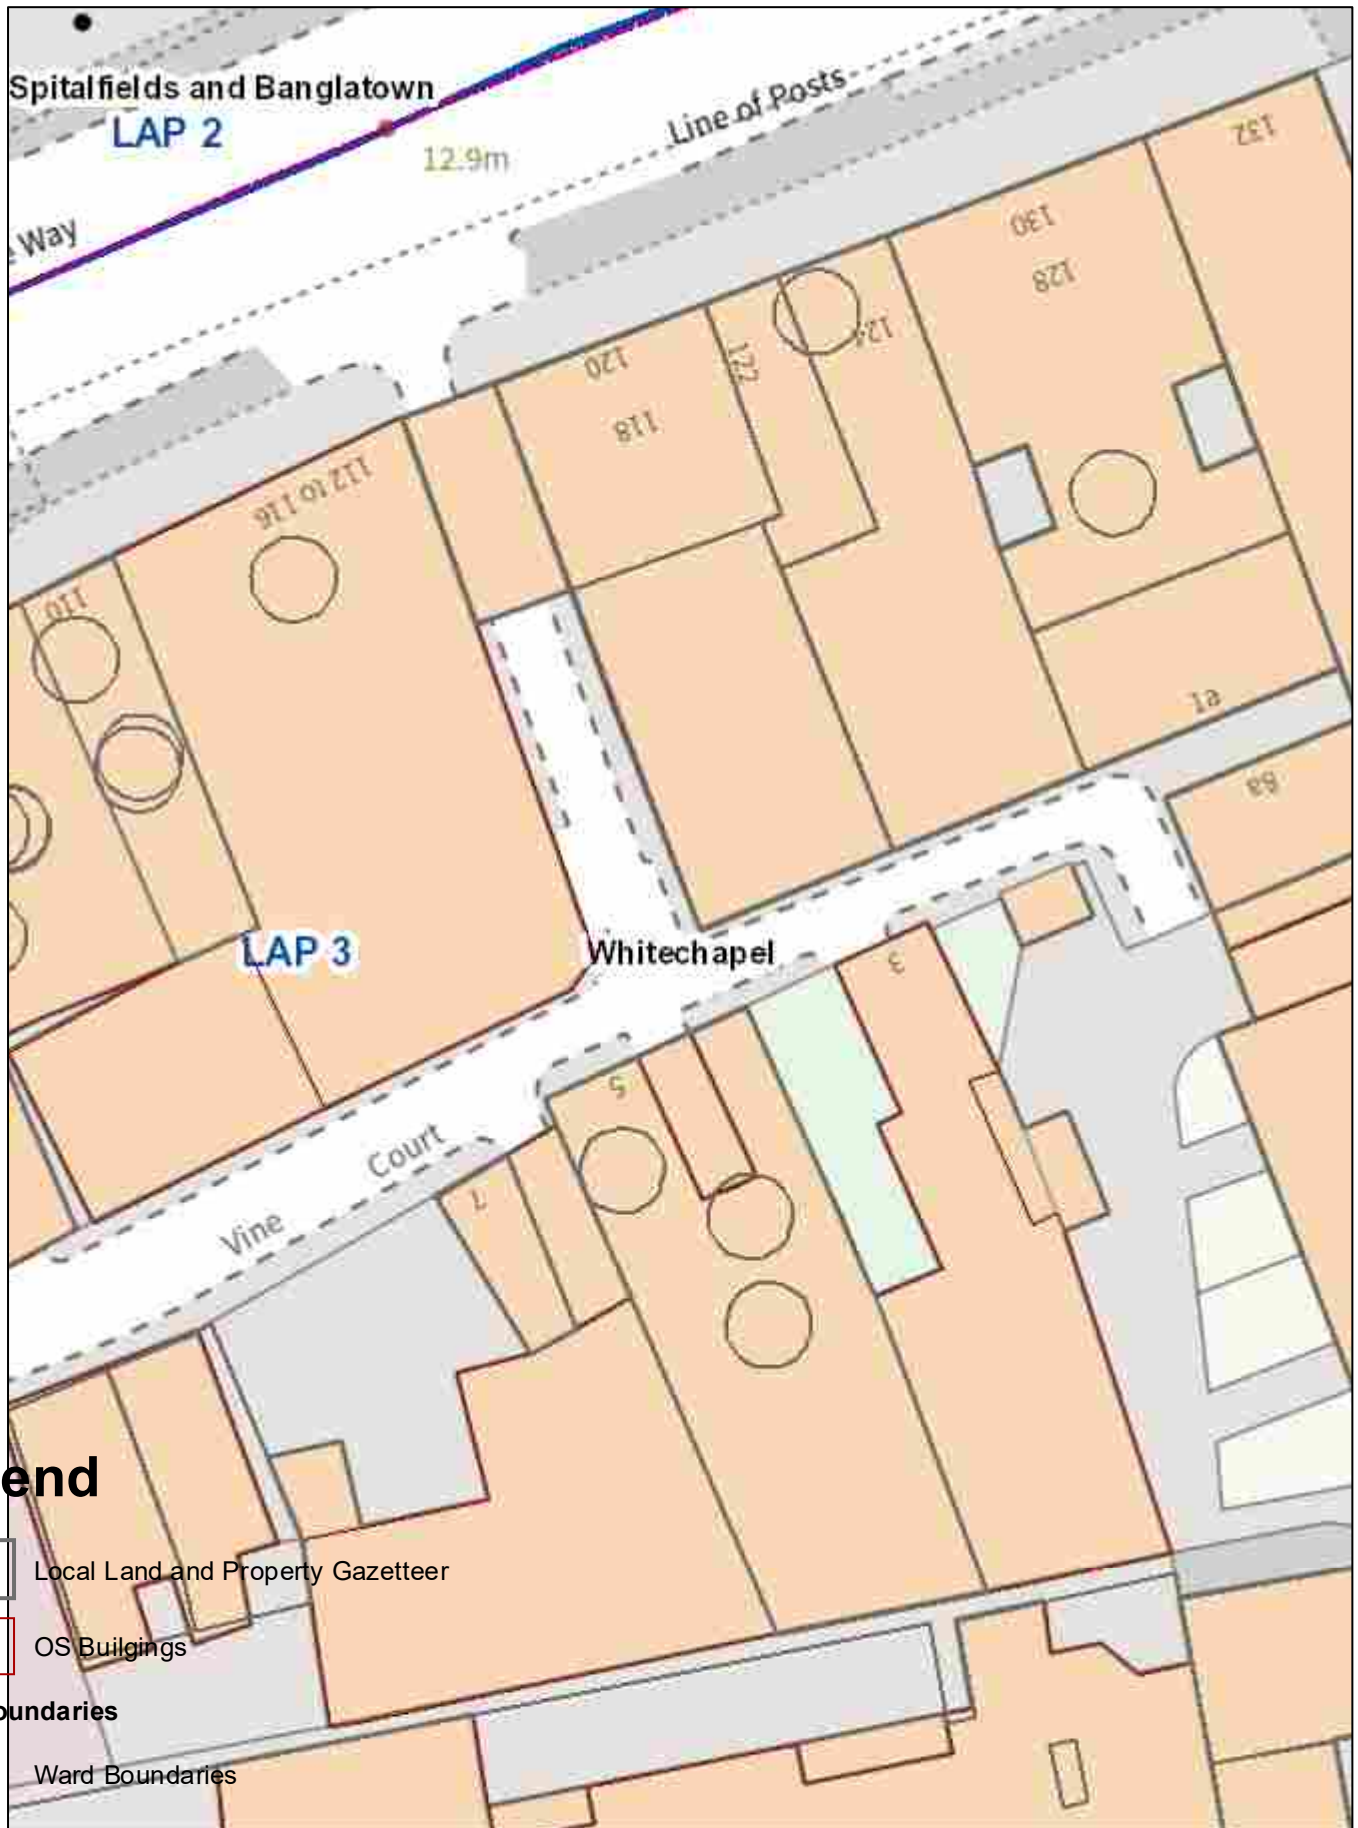 Spitalfields and Banglatown
LAP 2
12.9m
Line of Posts
Way
132
130
128
124
122
120
118
112 to 116
110
1a
8a
LAP 3
Whitechapel
3
5
7
Vine Court
end
Local Land and Property Gazetteer
OS Builgings
oundaries
Ward Boundaries